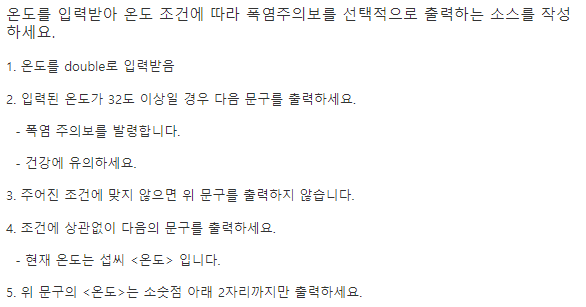 온도를 입력받아 온도 조건에 따라 폭염주의보를 선택적으로 출력하는 소스를 작성
하세요.
1. 온도를 double로 입력받음
2. 입력된 온도가 32도 이상일 경우 다음 문구를 출력하세요.
- 폭염 주의보를 발령합니다.
- 건강에 유의하세요.
3. 주어진 조건에 맞지 않으면 위 문구를 출력하지 않습니다.
4. 조건에 상관없이 다음의 문구를 출력하세요.
- 현재 온도는 섭씨 <온도> 입니다.
5. 위 문구의 <온도>는 소숫점 아래 2자리까지만 출력하세요.